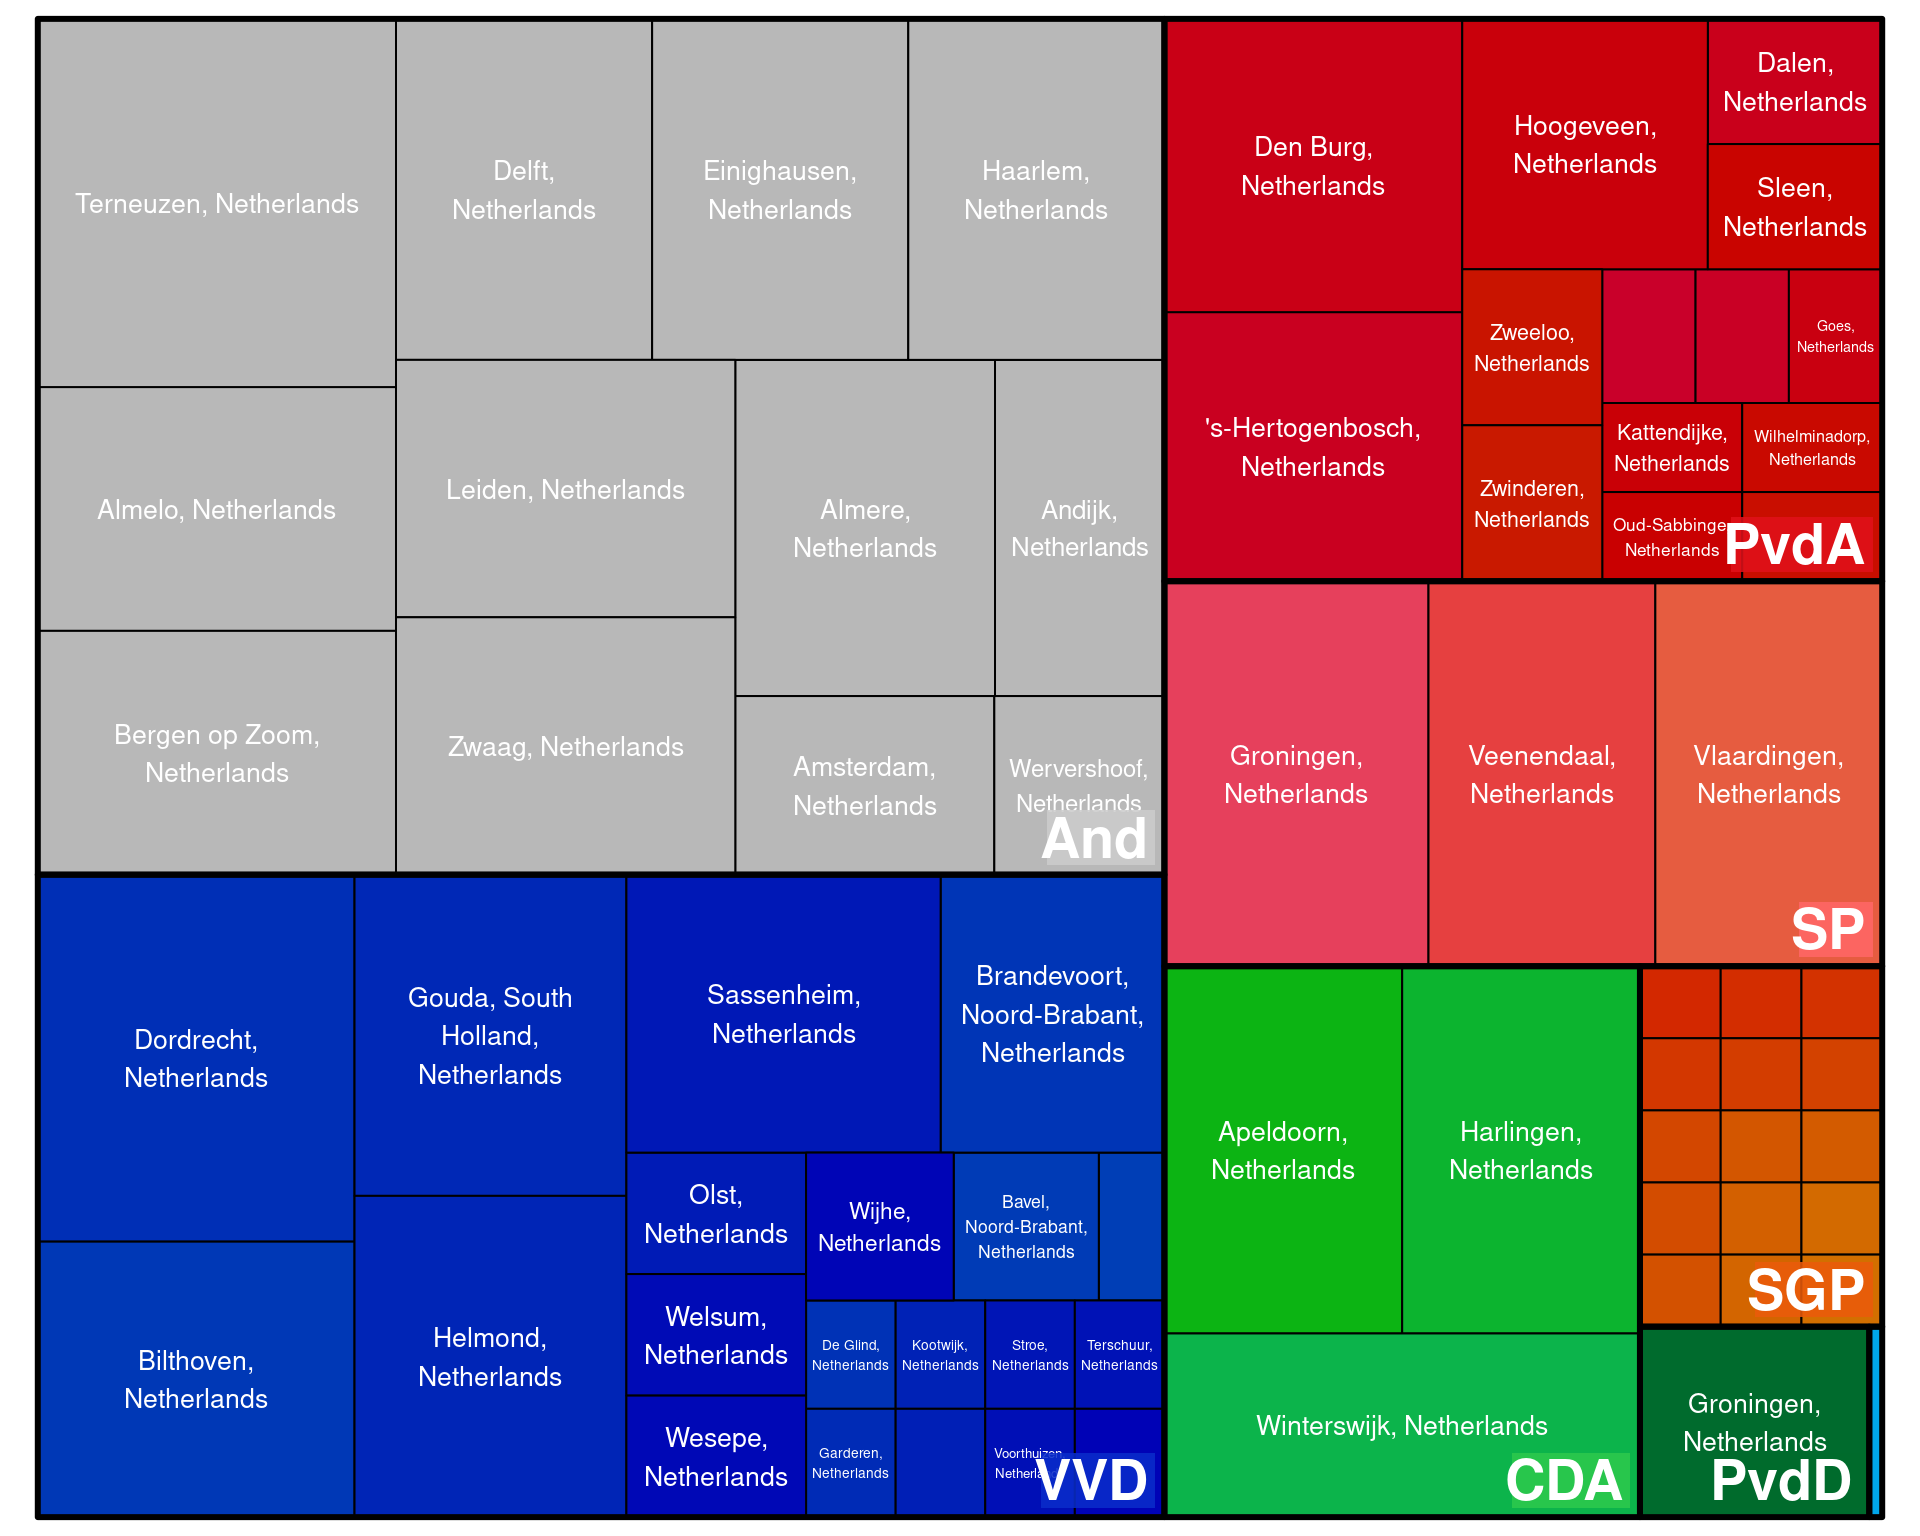 Terneuzen, Netherlands
Delft,
Netherlands
Einighausen,
Netherlands
Haarlem,
Netherlands
Almelo, Netherlands
Leiden, Netherlands
Almere,
Netherlands
Andijk,
Netherlands
Bergen op Zoom,
Netherlands
Zwaag, Netherlands
Amsterdam,
Netherlands
Wervershoof,
Netherlands
And
Den Burg,
Netherlands
Hoogeveen,
Netherlands
Dalen,
Netherlands
Sleen,
Netherlands
's-Hertogenbosch,
Netherlands
Zweeloo,
Netherlands
Goes,
Netherlands
Zwinderen,
Netherlands
Kattendijke,
Netherlands
Wilhelminadorp,
Netherlands
Oud-Sabbinge
Netherlands
PvdA
Groningen,
Netherlands
Veenendaal,
Netherlands
Vlaardingen,
Netherlands
SP
Dordrecht,
Netherlands
Gouda, South
Holland,
Netherlands
Sassenheim,
Netherlands
Brandevoort,
Noord-Brabant,
Netherlands
Bilthoven,
Netherlands
Helmond,
Netherlands
Olst,
Netherlands
Wijhe,
Netherlands
Bavel,
Noord-Brabant,
Netherlands
Welsum,
Netherlands
De Glind,
Netherlands
Kootwijk,
Netherlands
Stroe,
Netherlands
Terschuur,
Netherlands
Wesepe,
Netherlands
Garderen,
Netherlands
Voorthuizen
Netherlands
VVD
Apeldoorn,
Netherlands
Harlingen,
Netherlands
Winterswijk, Netherlands
CDA
SGP
Groningen,
Netherlands
PvdD